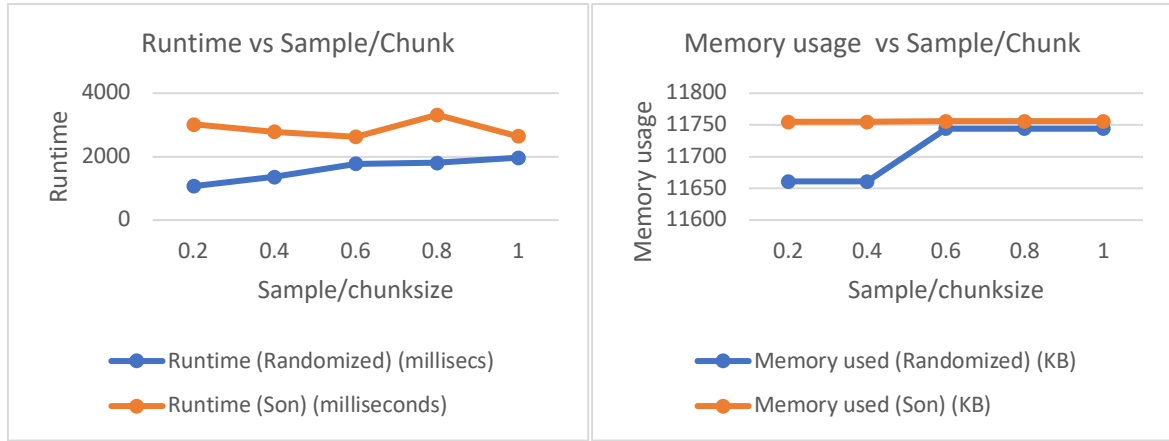 Runtime vs Sample/Chunk
4000
2000
0
Runtime
0.2 0.4 0.6 0.8 1
Sample/chunksize
Runtime (Randomized) (millisecs)
Runtime (Son) (milliseconds)
Memory usage vs Sample/Chunk
11800
11750
11700
11650
11600
Memory usage
0.2 0.4 0.6 0.8 1
Sample/chunksize
Memory used (Randomized) (KB)
Memory used (Son) (KB)